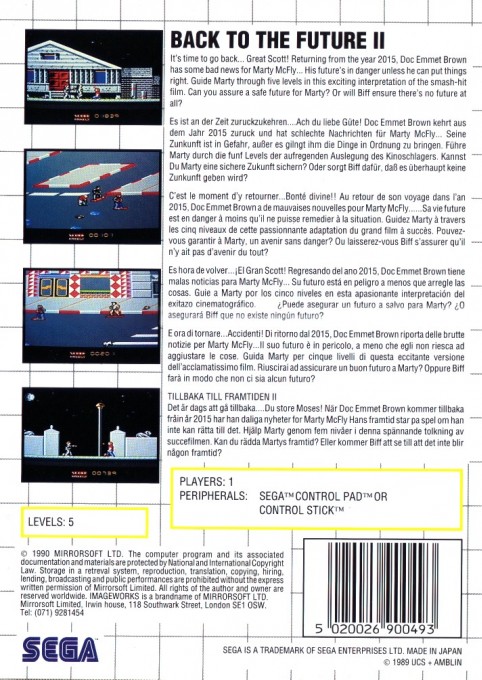 BACK TO THE FUTURE II
It's time to go back... Great Scott! Returning from the year 2015, Doc Emmet Brown
has some bad news for Marty McFly... His future's in danger unless he can put things
right. Guide Marty through five levels in this exciting interpretation of the smash-hit
film. Can you assure a safe future for Marty? Or will Biff ensure there's no future at
all?
Es ist an der Zeit zuruckzukehren....Ach du liebe Güte! Doc Emmet Brown kehrt aus
dem Jahr 2015 zuruck und hat schlechte Nachrichten für Marty McFly... Seine
Zunkunft ist in Gefahr, außer es gilngt ihm die Dinge in Ordnung zu bringen. Führe
Marty durch die funf Levels der aufregenden Auslegung des Kinoschlagers. Kannst
Du Marty eine sichere Zukunft sichern? Oder sorgt Biff dafür, daß es überhaupt keine
Zunkunft geben wird?
C'est le moment d'y retourner...Bonté divine!! Au retour de son voyage dans l'an
2015, Doc Emmet Brown a de mauvaises nouvelles pour Marty McFly......Sa vie future
est en danger à moins qu'il ne puisse remedier à la situation. Guidez Marty à travers
les cinq niveaux de cette passionnante adaptation du grand film à succès. Pouvez-
vous garantir à Marty, un avenir sans danger? Ou laisserez-vous Biff s'assurer qu'il
n'y ait pas d'avenir du tout?
Es hora de volver...¡El Gran Scott! Regresando del ano 2015, Doc Emmet Brown tiene
malas noticias para Marty McFly... Su futuro está en peligro a menos que arregle las
cosas. Guie a Marty por los cinco niveles en esta apasionante interpretación del
exitazo cinematográfico. ¿Puede asegurar un futuro a salvo para Marty? ¿O
asegurará Biff que no existe ningún futuro?
E ora di tornare...Accidenti! Di ritorno dal 2015, Doc Emmet Brown riporta delle brutte
notizie per Marty McFly...Il suo futuro è in pericolo, a meno che egli non riesca ad
aggiustare le cose. Guida Marty per cinque livelli di questa eccitante versione
dell'acclamatissimo film. Riuscirai ad assicurare un buon futuro a Marty? Oppure Biff
farà in modo che non ci sia alcun futuro?
TILLBAKA TILL FRAMTIDEN II
Det är dags att gå tillbaka....Du store Moses! När Doc Emmet Brown kommer tillbaka
fräin år 2015 har han daliga nyheter for Marty McFly Hans framtid star pa spel om han
inte kan rätta till det. Hjälp Marty genom fem nivåer i denna spännande tolkning av
succefilmen. Kan du rädda Martys framtid? Eller kommer Biff att se till att det inte blir
någon framtid?
PLAYERS: 1
PERIPHERALS: SEGA™ CONTROL PAD™ OR
CONTROL STICK™
LEVELS: 5
© 1990 MIRRORSOFT LTD. The computer program and its associated
documentation and materials are protected by National and International Copyright
Law. Storage in a retreval system, reproduction, translation, copying, hiring,
lending, broadcasting and public performances are prohibited without the express
written permission of Mirrorsoft Ltd. All rights of the author and owner are
reserved worldwide. IMAGEWORKS is a brandname of MIRRORSOFT LTD.
Mirrorsoft Limited, Irwin house, 118 Southwark Street, London SE1 OSW.
Tel: (071) 9281454
5 020026 900493
SEGA
SEGA IS A TRADEMARK OF SEGA ENTERPRISES LTD. MADE IN JAPAN
© 1989 UCS + AMBLIN